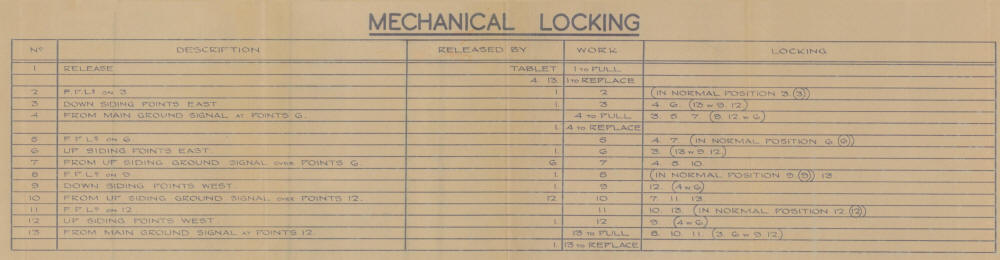 MECHANICAL LOCKING
Nº DESCRIPTION RELEASED BY WORK LOCKING
1 RELEASE TABLET 1 TO PULL
4. 13. 1 TO REPLACE
2 F.P.Ls ON 3 1. 2 (IN NORMAL POSITION 3 (3))
3 DOWN SIDING POINTS EAST 1. 3 4. 6. (13 W 9. 12)
4 FROM MAIN GROUND SIGNAL AT POINTS 6. 4 TO PULL 3. 5. 7. (9. 12 W 6)
1. 4 TO REPLACE
5 F.P.Ls ON 6. 5 4. 7. (IN NORMAL POSITION 6 (6))
6 UP SIDING POINTS EAST. 1. 6 3. (13 W 9. 12)
7 FROM UP SIDING GROUND SIGNAL OVER POINTS 6. 6 7 4. 5. 10.
8 F.P.Ls ON 9 1. 8 (IN NORMAL POSITION 9 (9)) 13
9 DOWN SIDING POINTS WEST 1. 9 12. (4 W 6)
10 FROM UP SIDING GROUND SIGNAL OVER POINTS 12. 12 10 7. 11. 13.
11 F.P.Ls ON 12 11 10. 13. (IN NORMAL POSITION 12 (12))
12 UP SIDING POINTS WEST. 1. 12 9. (4 W 6)
13 FROM MAIN GROUND SIGNAL AT POINTS 12. 13 TO PULL 8. 10. 11. (3. 6 W 9. 12)
1. 13 TO REPLACE